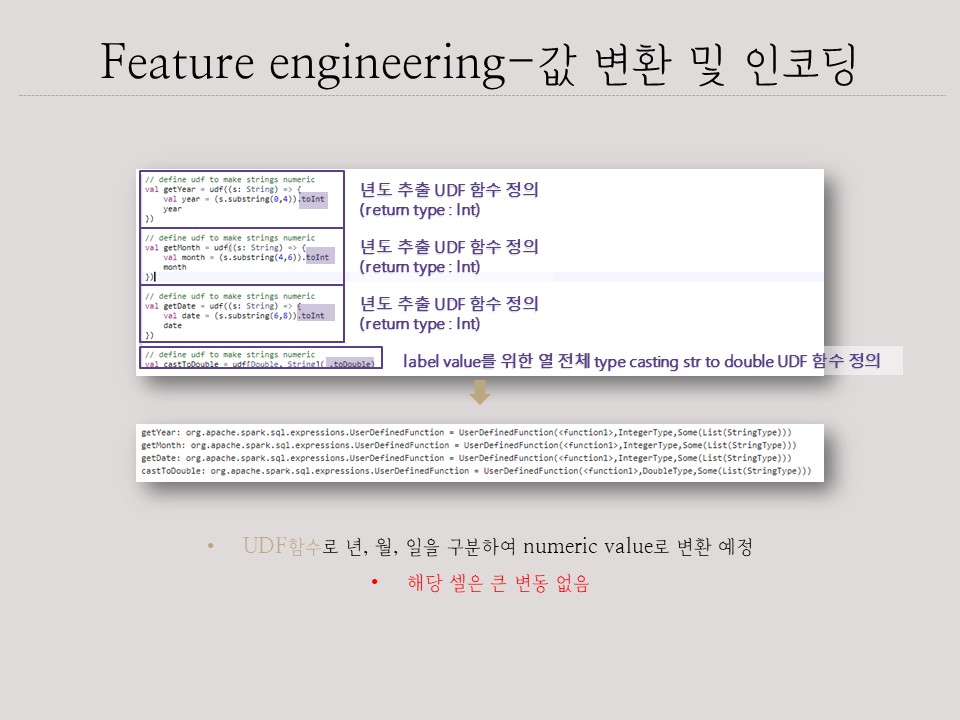 Feature engineering-값 변환 및 인코딩
// define udf to make strings numeric
val getYear = udf((s: String) => {
val year = (s.substring(0,4)).toInt
year
})
년도 추출 UDF 함수 정의
(return type : Int)
// define udf to make strings numeric
val getMonth = udf((s: String) => {
val month = (s.substring(4,6)).toInt
month
})
년도 추출 UDF 함수 정의
(return type : Int)
// define udf to make strings numeric
val getDate = udf((s: String) => {
val date = (s.substring(6,8)).toInt
date
})
년도 추출 UDF 함수 정의
(return type : Int)
// define udf to make strings numeric
val castToDouble = udf[Double, String](_.toDouble)
label value를 위한 열 전체 type casting str to double UDF 함수 정의
getYear: org.apache.spark.sql.expressions.UserDefinedFunction = UserDefinedFunction(<function1>,IntegerType,Some(List(StringType)))
getMonth: org.apache.spark.sql.expressions.UserDefinedFunction = UserDefinedFunction(<function1>,IntegerType,Some(List(StringType)))
getDate: org.apache.spark.sql.expressions.UserDefinedFunction = UserDefinedFunction(<function1>,IntegerType,Some(List(StringType)))
castToDouble: org.apache.spark.sql.expressions.UserDefinedFunction = UserDefinedFunction(<function1>,DoubleType,Some(List(StringType)))
• UDF함수로 년, 월, 일을 구분하여 numeric value로 변환 예정
• 해당 셀은 큰 변동 없음